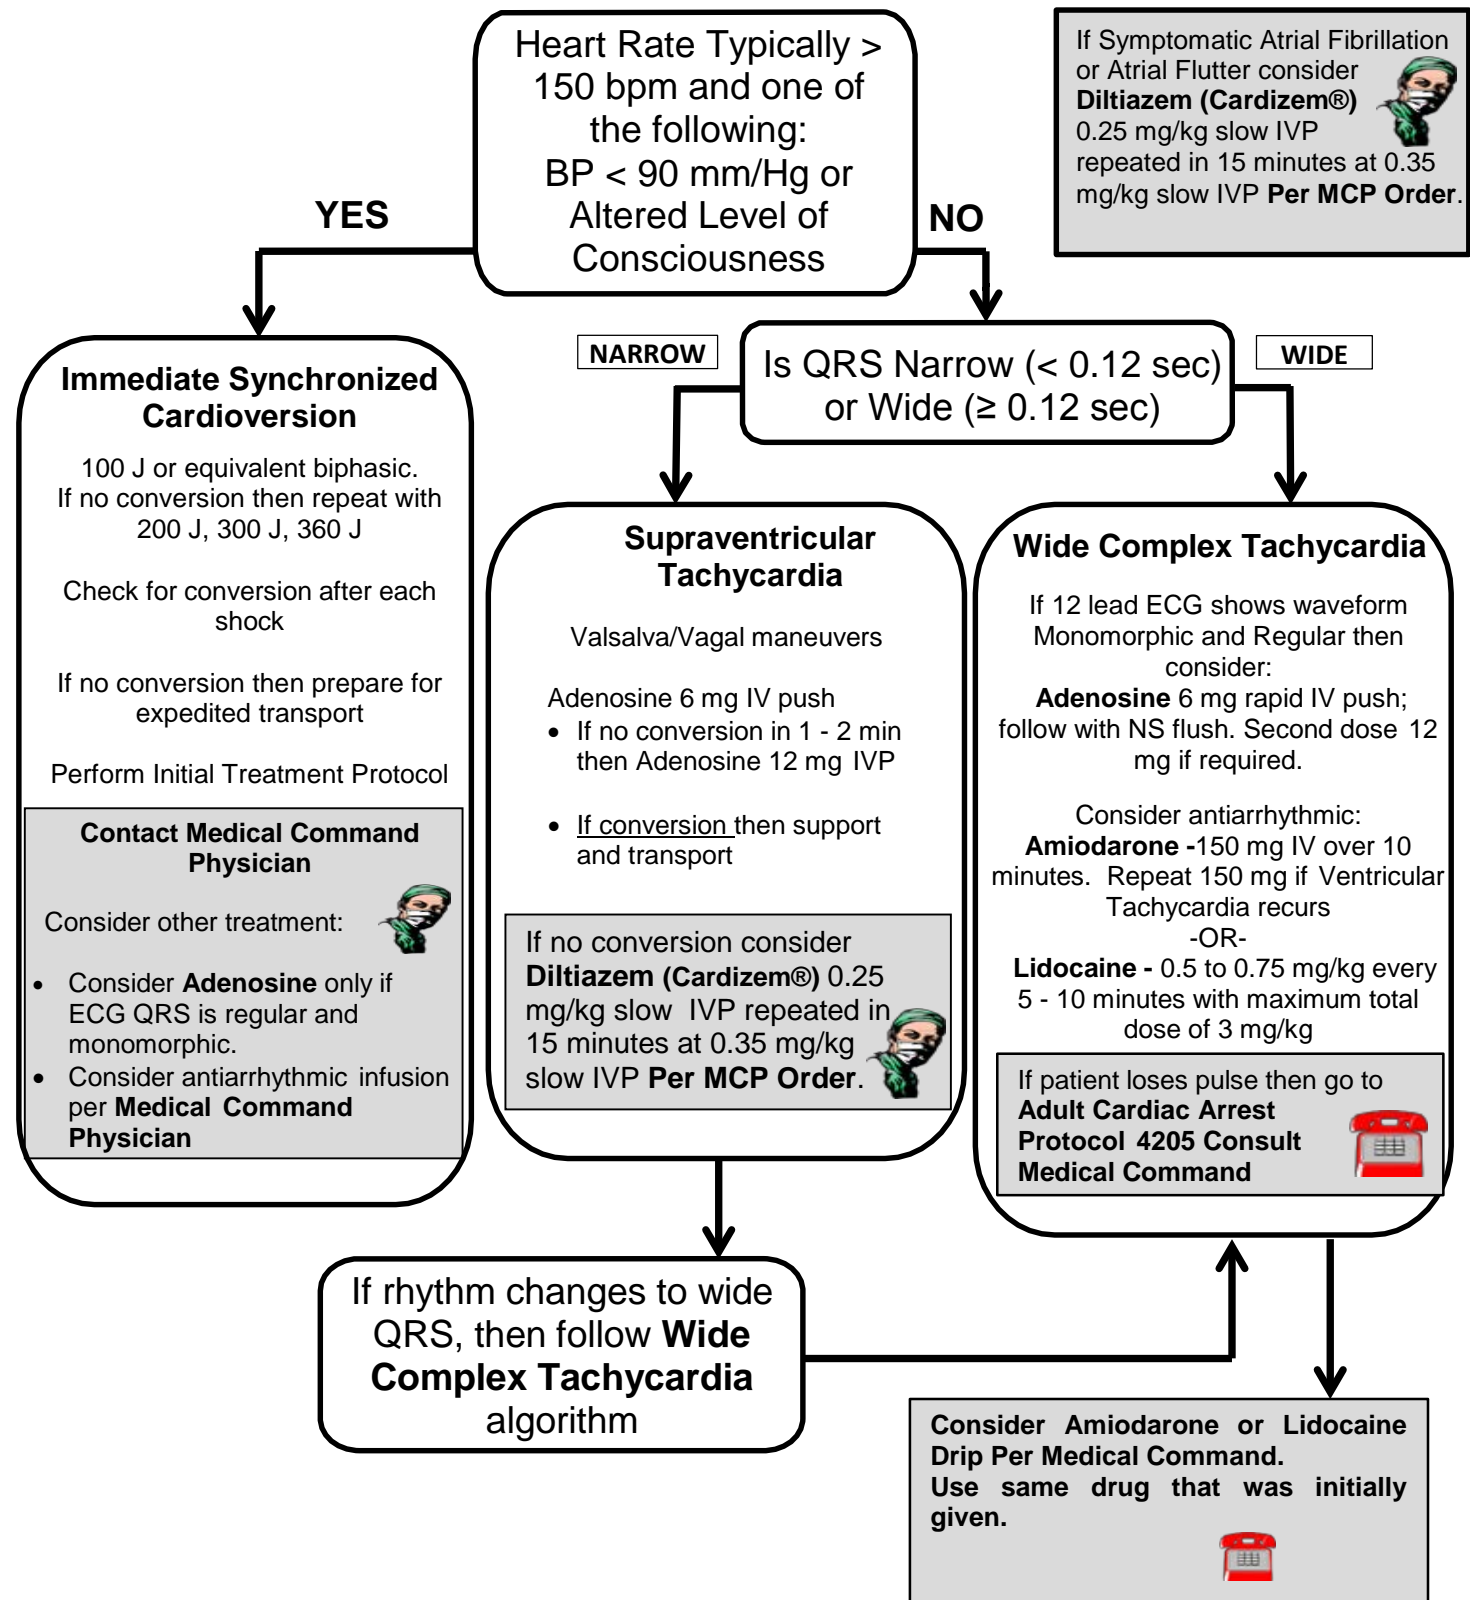 Heart Rate Typically >
150 bpm and one of
the following:
BP < 90 mm/Hg or
Altered Level of
Consciousness
If Symptomatic Atrial Fibrillation
or Atrial Flutter consider
Diltiazem (Cardizem®)
0.25 mg/kg slow IVP
repeated in 15 minutes at 0.35
mg/kg slow IVP Per MCP Order.
YES
NO
Immediate Synchronized
Cardioversion
100 J or equivalent biphasic.
If no conversion then repeat with
200 J, 300 J, 360 J
Check for conversion after each
shock
If no conversion then prepare for
expedited transport
Perform Initial Treatment Protocol
Contact Medical Command
Physician
Consider other treatment:
• Consider Adenosine only if
ECG QRS is regular and
monomorphic.
• Consider antiarrhythmic infusion
per Medical Command
Physician
NARROW
Is QRS Narrow (< 0.12 sec)
or Wide (≥ 0.12 sec)
WIDE
Supraventricular
Tachycardia
Valsalva/Vagal maneuvers
Adenosine 6 mg IV push
• If no conversion in 1 - 2 min
then Adenosine 12 mg IVP
• If conversion then support
and transport
If no conversion consider
Diltiazem (Cardizem®) 0.25
mg/kg slow IVP repeated in
15 minutes at 0.35 mg/kg
slow IVP Per MCP Order.
Wide Complex Tachycardia
If 12 lead ECG shows waveform
Monomorphic and Regular then
consider:
Adenosine 6 mg rapid IV push;
follow with NS flush. Second dose 12
mg if required.
Consider antiarrhythmic:
Amiodarone -150 mg IV over 10
minutes. Repeat 150 mg if Ventricular
Tachycardia recurs
-OR-
Lidocaine - 0.5 to 0.75 mg/kg every
5 - 10 minutes with maximum total
dose of 3 mg/kg
If patient loses pulse then go to
Adult Cardiac Arrest
Protocol 4205 Consult
Medical Command
If rhythm changes to wide
QRS, then follow Wide
Complex Tachycardia
algorithm
Consider Amiodarone or Lidocaine
Drip Per Medical Command.
Use same drug that was initially
given.